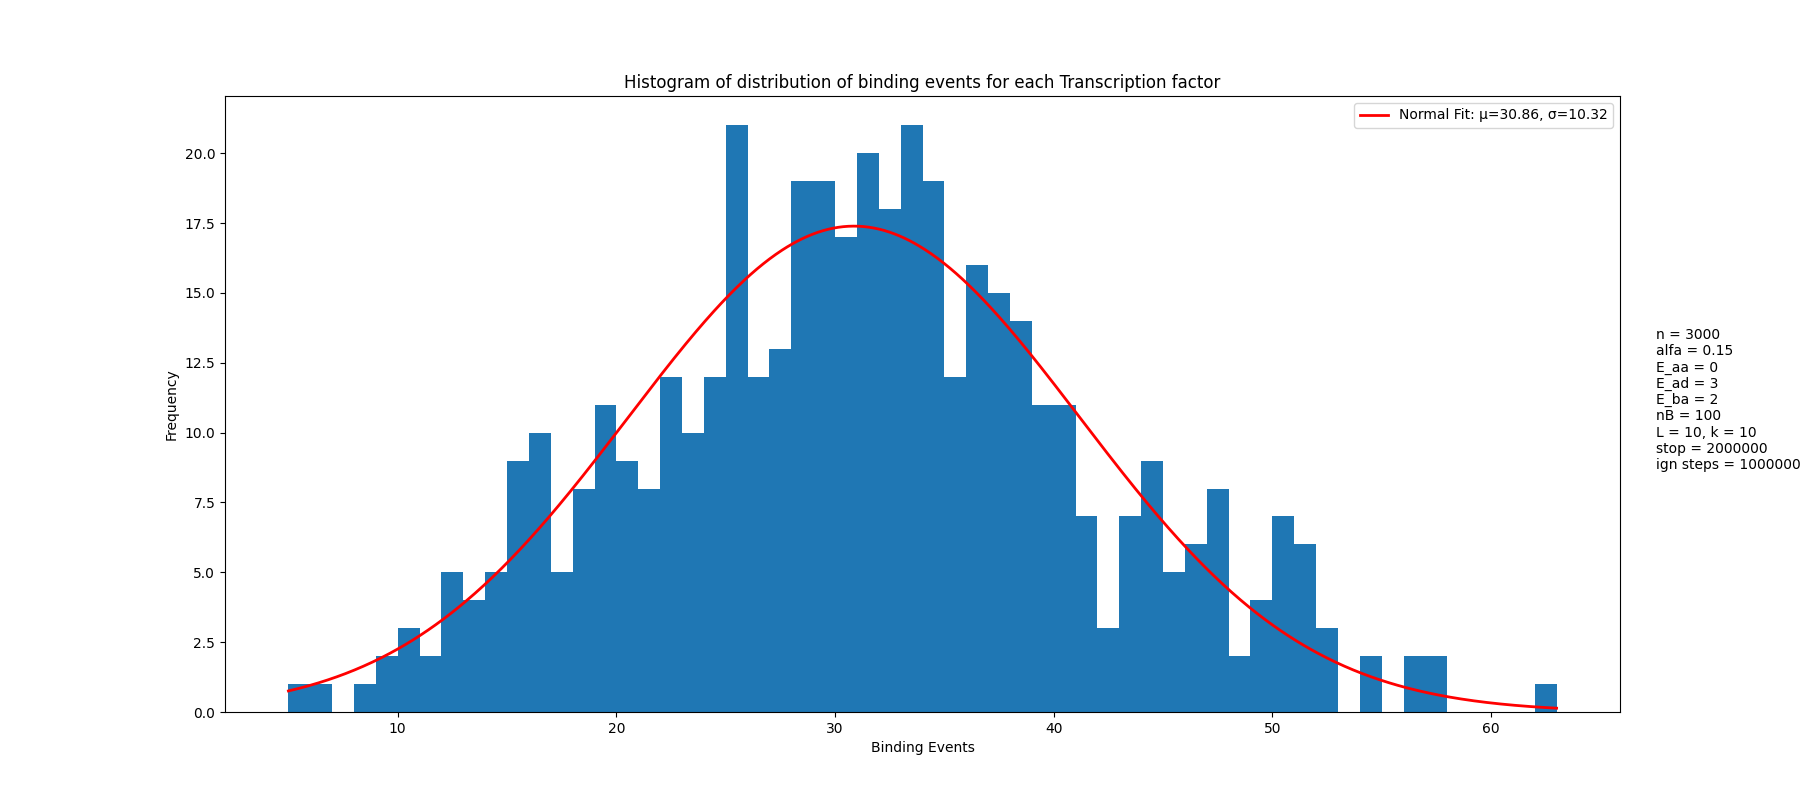 Histogram of distribution of binding events for each Transcription factor
Normal Fit: μ=30.86, σ=10.32
20.0
17.5
15.0
12.5
10.0
7.5
5.0
2.5
0.0
Frequency
10 20 30 40 50 60
Binding Events
n = 3000
alfa = 0.15
E_aa = 0
E_ad = 3
E_ba = 2
nB = 100
L = 10, k = 10
stop = 2000000
ign steps = 1000000